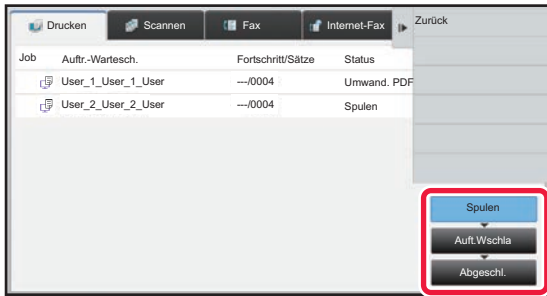 Drucken Scannen Fax Internet-Fax Zurück
Job Auftr.-Wartesch. Fortschritt/Sätze Status
User_1_User_1_User ---/0004 Umwand. PDF
User_2_User_2_User ---/0004 Spulen
Spulen
Auft.Wschla
Abgeschl.